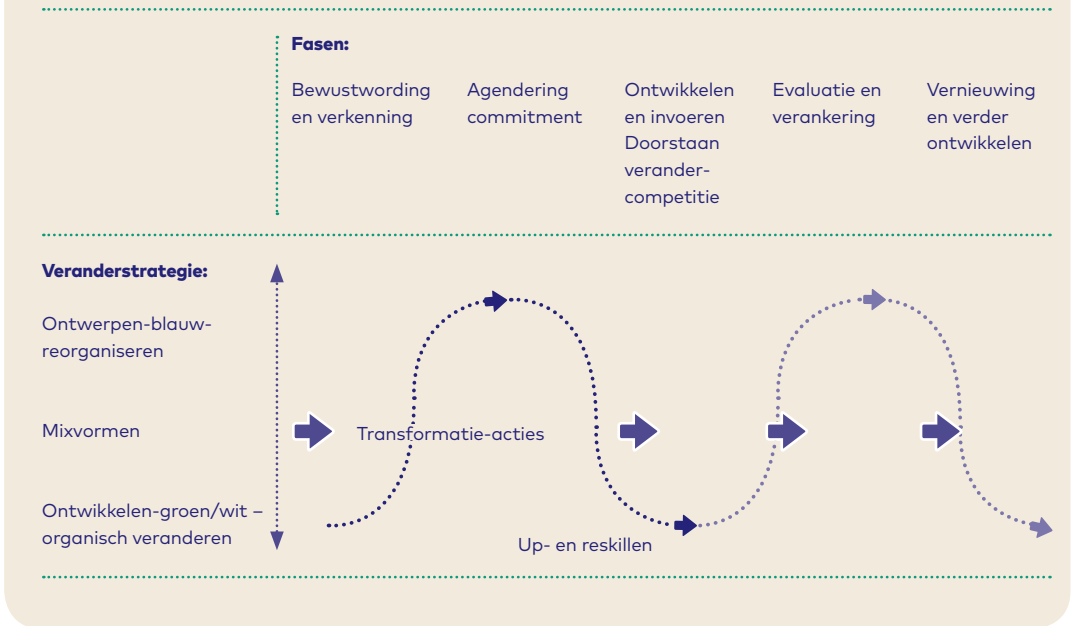 Fasen:
Bewustwording
en verkenning
Agendering
commitment
Ontwikkelen
en invoeren
Doorstaan
verander-
competitie
Evaluatie en
verankering
Vernieuwing
en verder
ontwikkelen
Veranderstrategie:
Ontwerpen-blauw-
reorganiseren
Mixvormen
Transformatie-acties
Ontwikkelen-groen/wit –
organisch veranderen
Up- en reskillen